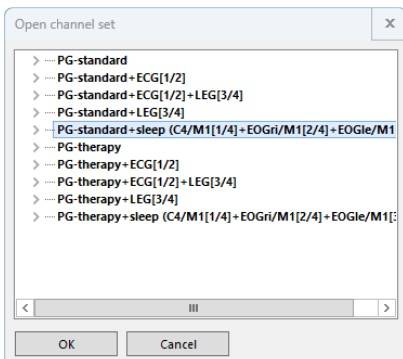 Open channel set
x
PG-standard
PG-standard+ECG[1/2]
PG-standard+ECG[1/2]+LEG[3/4]
PG-standard+LEG[3/4]
PG-standard+sleep (C4/M1[1/4]+EOGri/M1[2/4]+EOGle/M1
PG-therapy
PG-therapy+ECG[1/2]
PG-therapy+ECG[1/2]+LEG[3/4]
PG-therapy+LEG[3/4]
PG-therapy+sleep (C4/M1[1/4]+EOGri/M1[2/4]+EOGle/M1[3
OK
Cancel